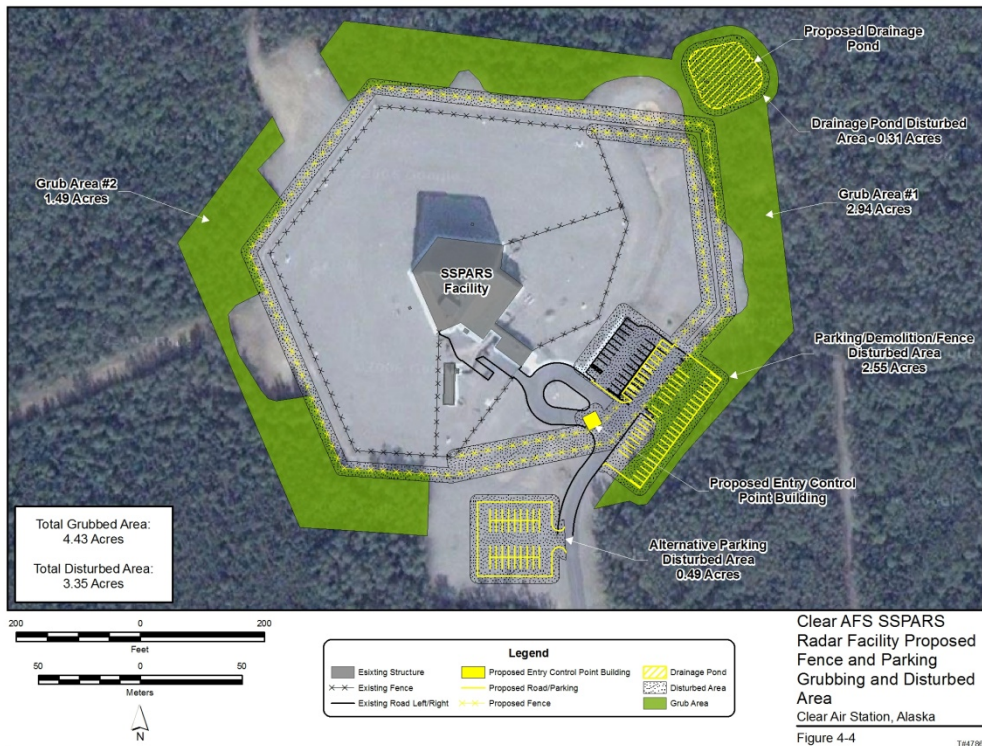 Proposed Drainage
Pond
Drainage Pond Disturbed
Area - 0.31 Acres
Grub Area #2
1.49 Acres
Grub Area #1
2.94 Acres
SSPARS
Facility
Parking/Demolition/Fence
Disturbed Area
2.55 Acres
Proposed Entry Control
Point Building
Alternative Parking
Disturbed Area
0.49 Acres
Total Grubbed Area:
4.43 Acres
Total Disturbed Area:
3.35 Acres
200 0 200
Feet
50 0 50
Meters
N
Legend
Existing Structure
Existing Fence
Existing Road Left/Right
Proposed Entry Control Point Building
Proposed Road/Parking
Proposed Fence
Drainage Pond
Disturbed Area
Grub Area
Clear AFS SSPARS
Radar Facility Proposed
Fence and Parking
Grubbing and Disturbed
Area
Clear Air Station, Alaska
Figure 4-4